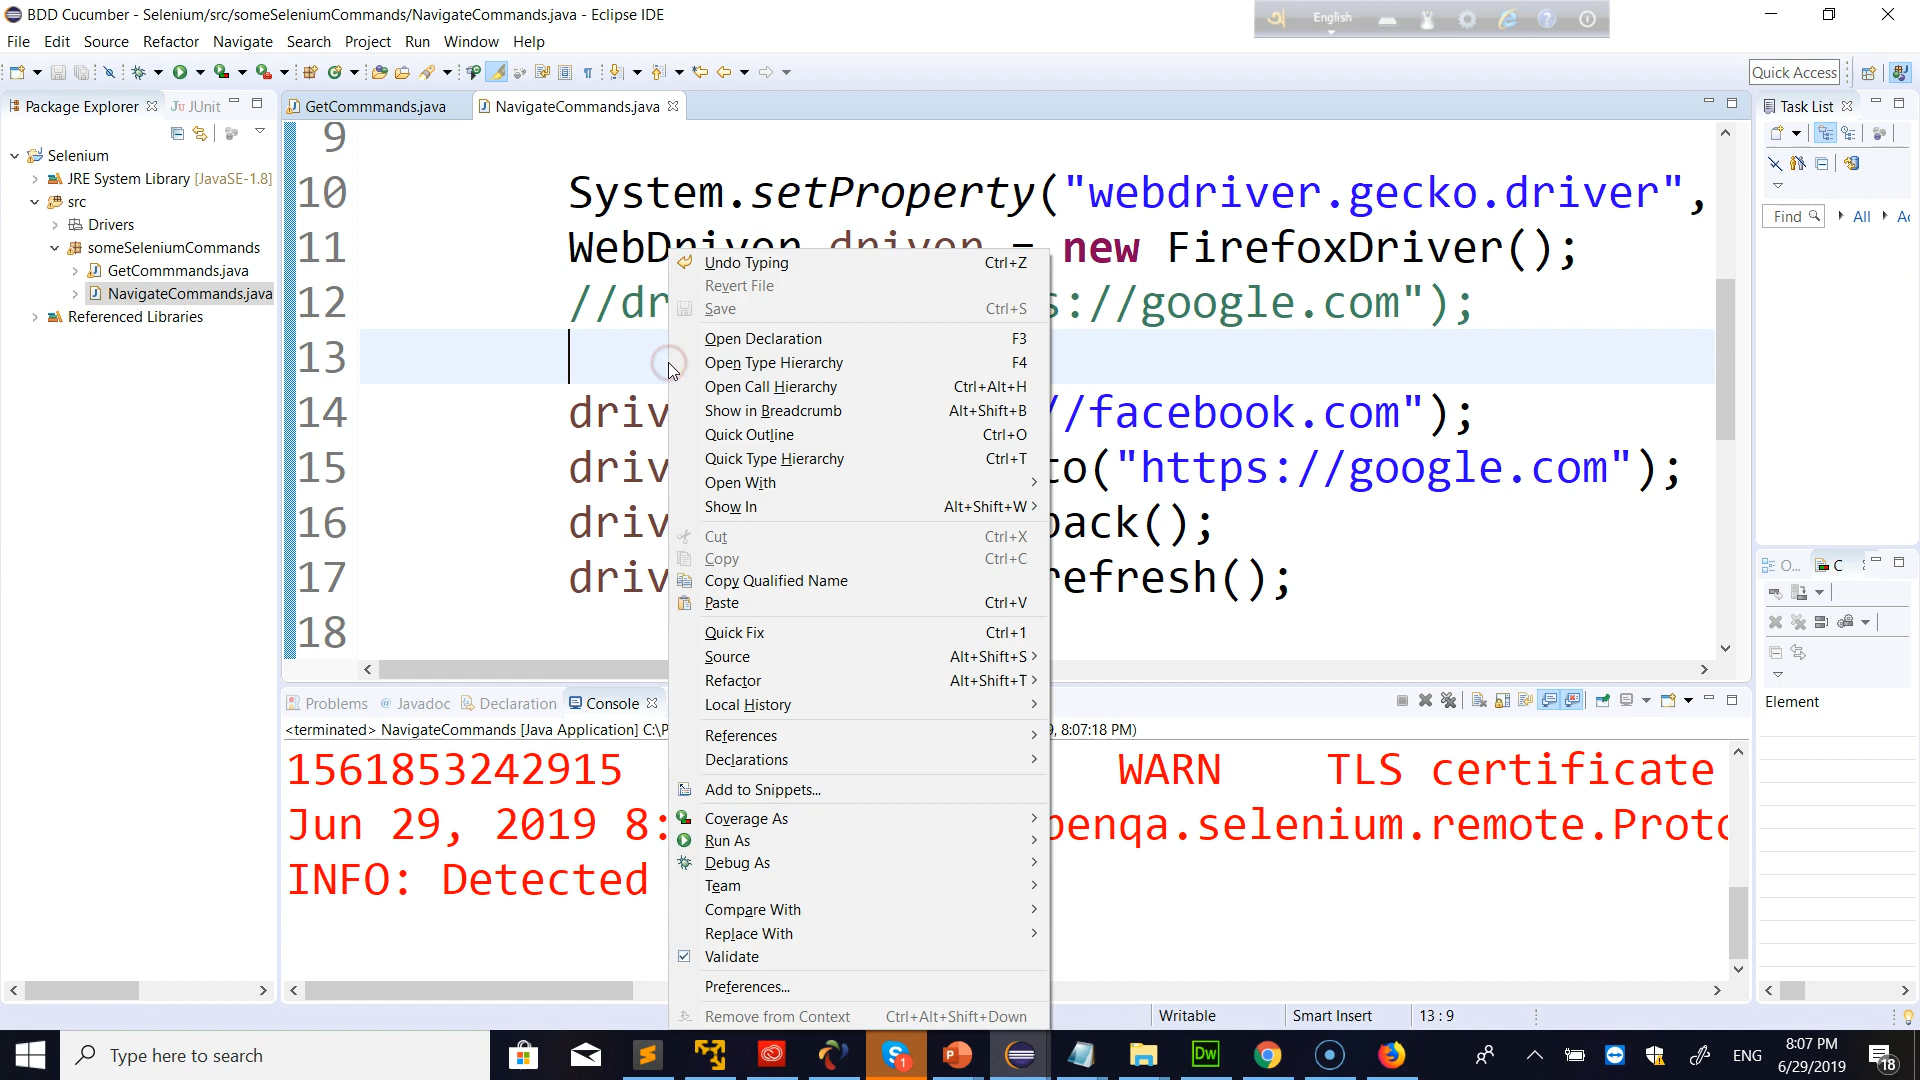 BDD Cucumber - Selenium/src/someSeleniumCommands/NavigateCommands.java - Eclipse IDE
English
File Edit Source Refactor Navigate Search Project Run Window Help
Quick Access
Package Explorer
JUnit
GetCommmands.java
NavigateCommands.java
Task List
Selenium
JRE System Library [JavaSE-1.8]
src
Drivers
someSeleniumCommands
GetCommmands.java
NavigateCommands.java
Referenced Libraries
Find
All
Ac
9
10 System.setProperty("webdriver.gecko.driver",
11 WebDriver driver = new FirefoxDriver();
12 //dr s://google.com");
13
14 driv //facebook.com");
15 driv to("https://google.com");
16 driv back();
17 driv refresh();
18
Undo Typing Ctrl+Z
Revert File
Save Ctrl+S
Open Declaration F3
Open Type Hierarchy F4
Open Call Hierarchy Ctrl+Alt+H
Show in Breadcrumb Alt+Shift+B
Quick Outline Ctrl+O
Quick Type Hierarchy Ctrl+T
Open With
Show In Alt+Shift+W
Cut Ctrl+X
Copy Ctrl+C
Copy Qualified Name
Paste Ctrl+V
Quick Fix Ctrl+1
Source Alt+Shift+S
Refactor Alt+Shift+T
Local History
References
Declarations
Add to Snippets...
Coverage As
Run As
Debug As
Team
Compare With
Replace With
Validate
Preferences...
Remove from Context Ctrl+Alt+Shift+Down
O...
C
Element
Problems
Javadoc
Declaration
Console
<terminated> NavigateCommands [Java Application] C:\P 9, 8:07:18 PM)
1561853242915 WARN TLS certificate
Jun 29, 2019 8: penqa.selenium.remote.Proto
INFO: Detected
Writable
Smart Insert
13 : 9
Type here to search
Dw
ENG
8:07 PM
6/29/2019
18